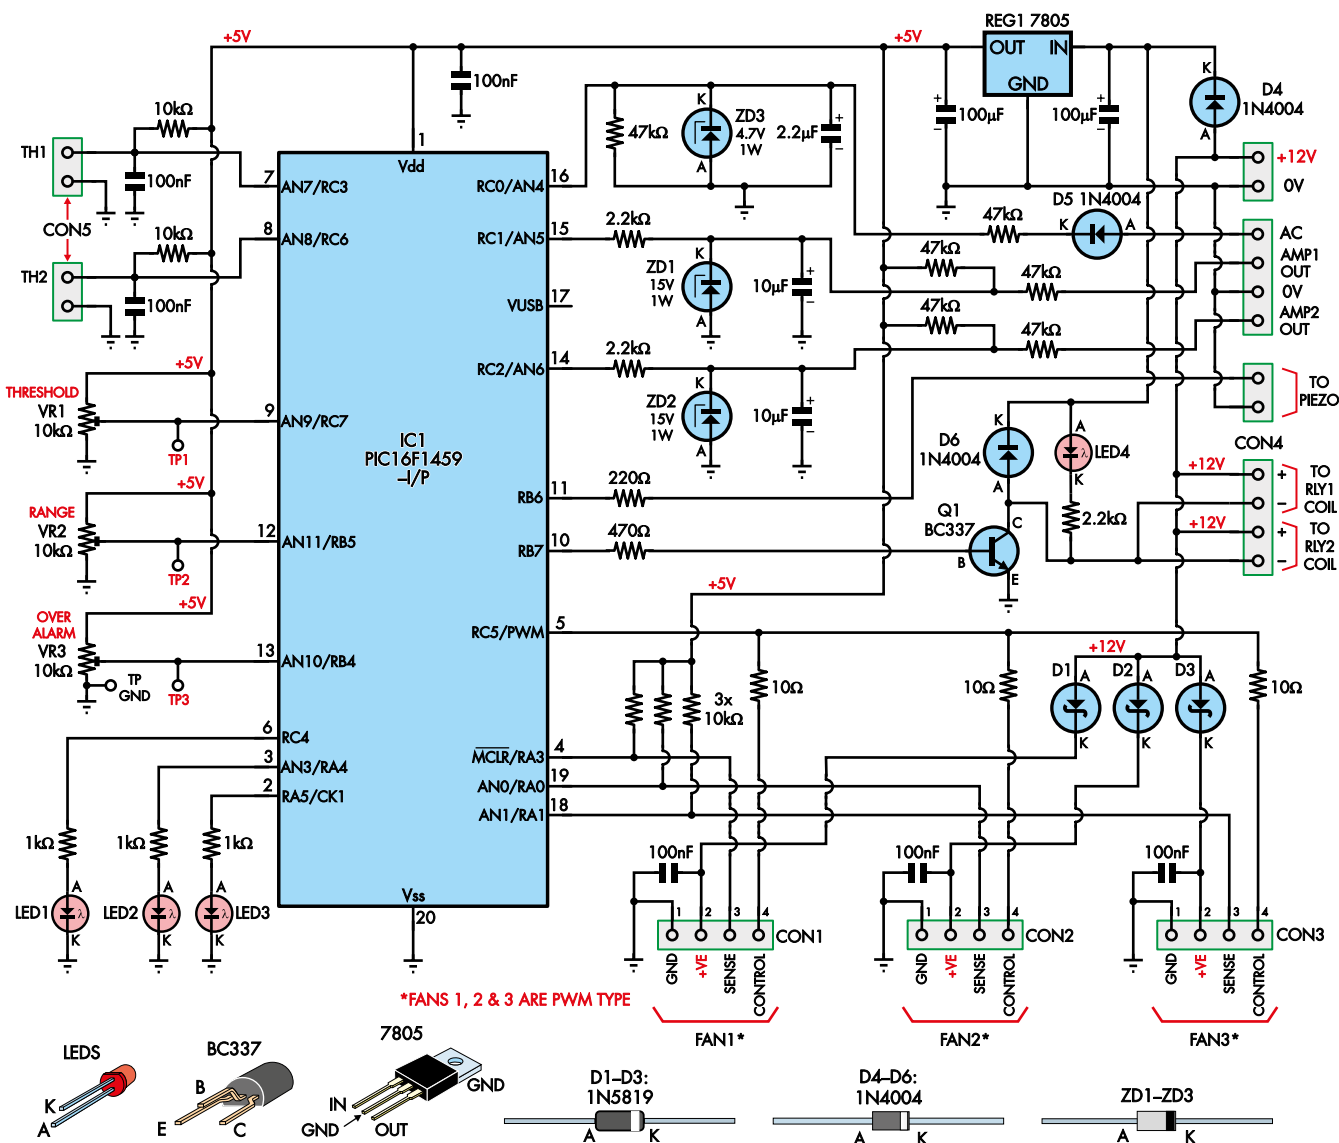 REG1 7805
+5V
+5V
OUT IN
GND
K
D4
1N4004
A
100nF
+
100µF
–
+
100µF
–
10kΩ
TH1
100nF
CON5
10kΩ
TH2
100nF
+12V
0V
1
Vdd
47kΩ
K
ZD3
4.7V
1W
A
+
2.2µF
–
7
AN7/RC3
RC0/AN4
16
D5 1N4004
K
A
47kΩ
AC
AMP1
OUT
0V
AMP2
OUT
8
AN8/RC6
RC1/AN5
15
2.2kΩ
K
ZD1
15V
1W
A
10µF
+
–
47kΩ
47kΩ
47kΩ
47kΩ
VUSB
17
RC2/AN6
14
2.2kΩ
K
ZD2
15V
1W
A
10µF
+
–
+5V
THRESHOLD
VR1
10kΩ
TP1
9
AN9/RC7
TO
PIEZO
CON4
IC1
PIC16F1459
–I/P
K
D6
1N4004
A
A
LED4
λ
K
2.2kΩ
+12V
+
TO
RLY1
COIL
–
+12V
+
TO
RLY2
COIL
–
+5V
RANGE
VR2
10kΩ
TP2
12
AN11/RB5
RB6
11
220Ω
RB7
10
470Ω
Q1
BC337
C
B
E
+5V
OVER
ALARM
VR3
10kΩ
TP
GND
TP3
13
AN10/RB4
RC5/PWM
5
+5V
3x
10kΩ
10Ω
10Ω
10Ω
+12V
D1
A
K
D2
A
K
D3
A
K
6
RC4
MCLR/RA3
4
3
AN3/RA4
AN0/RA0
19
2
RA5/CK1
AN1/RA1
18
1kΩ
1kΩ
1kΩ
A
LED1
λ
K
A
LED2
λ
K
A
LED3
λ
K
Vss
20
100nF
1 2 3 4
CON1
GND
+VE
SENSE
CONTROL
FAN1*
100nF
1 2 3 4
CON2
GND
+VE
SENSE
CONTROL
FAN2*
100nF
1 2 3 4
CON3
GND
+VE
SENSE
CONTROL
FAN3*
*FANS 1, 2 & 3 ARE PWM TYPE
LEDS
K
A
BC337
B
E
C
7805
GND
IN
GND
OUT
D1–D3:
1N5819
A
K
D4–D6:
1N4004
A
K
ZD1–ZD3
A
K